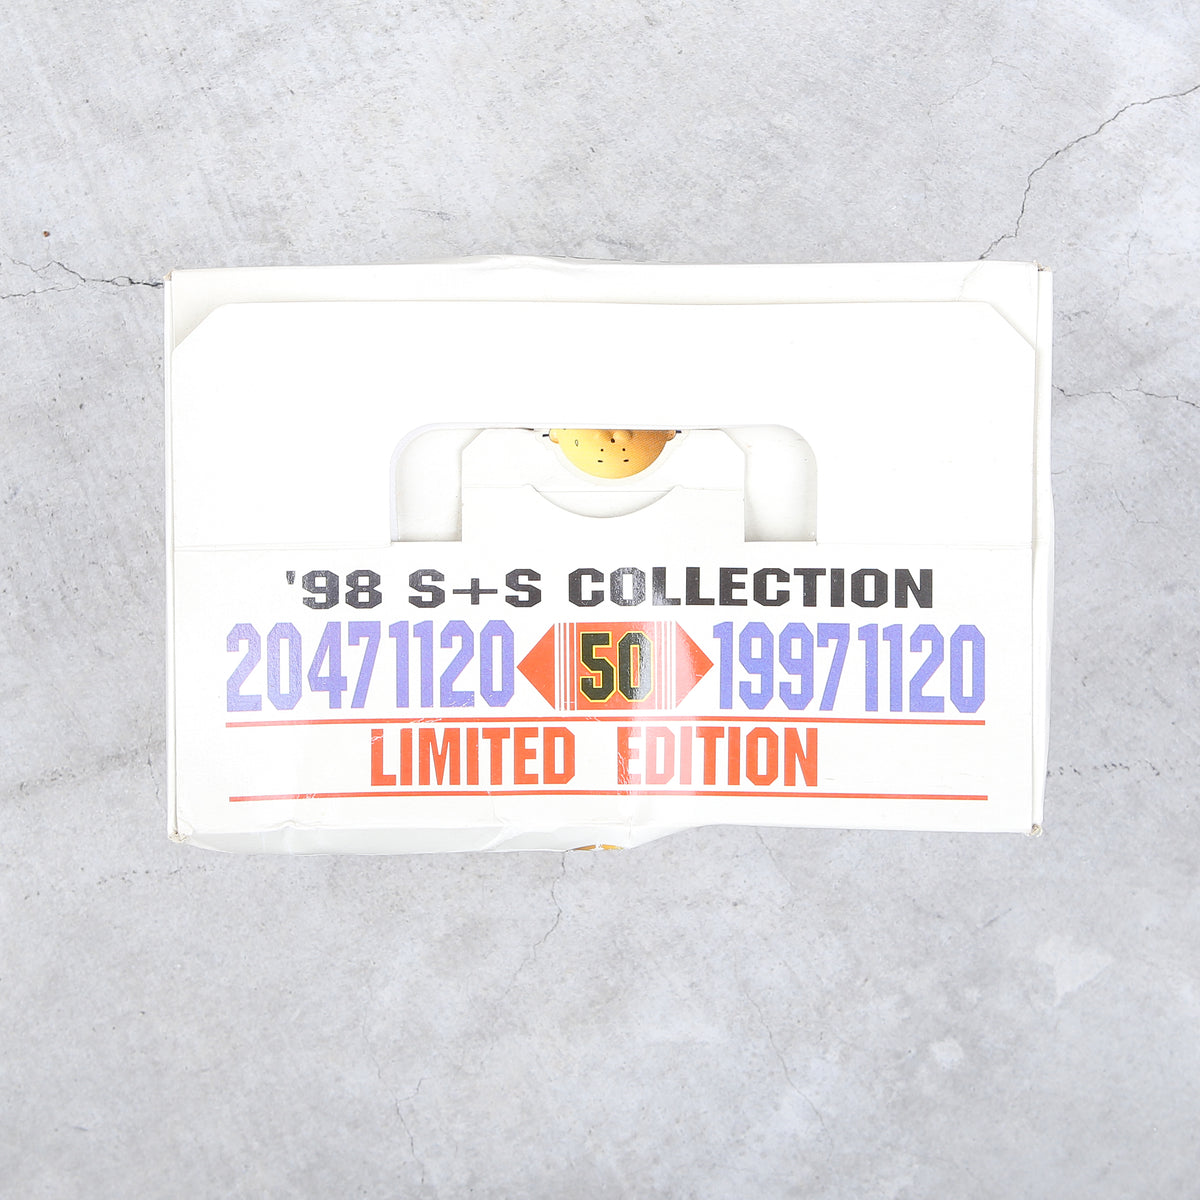 '98 S+S COLLECTION
20471120 50 19971120
LIMITED EDITION